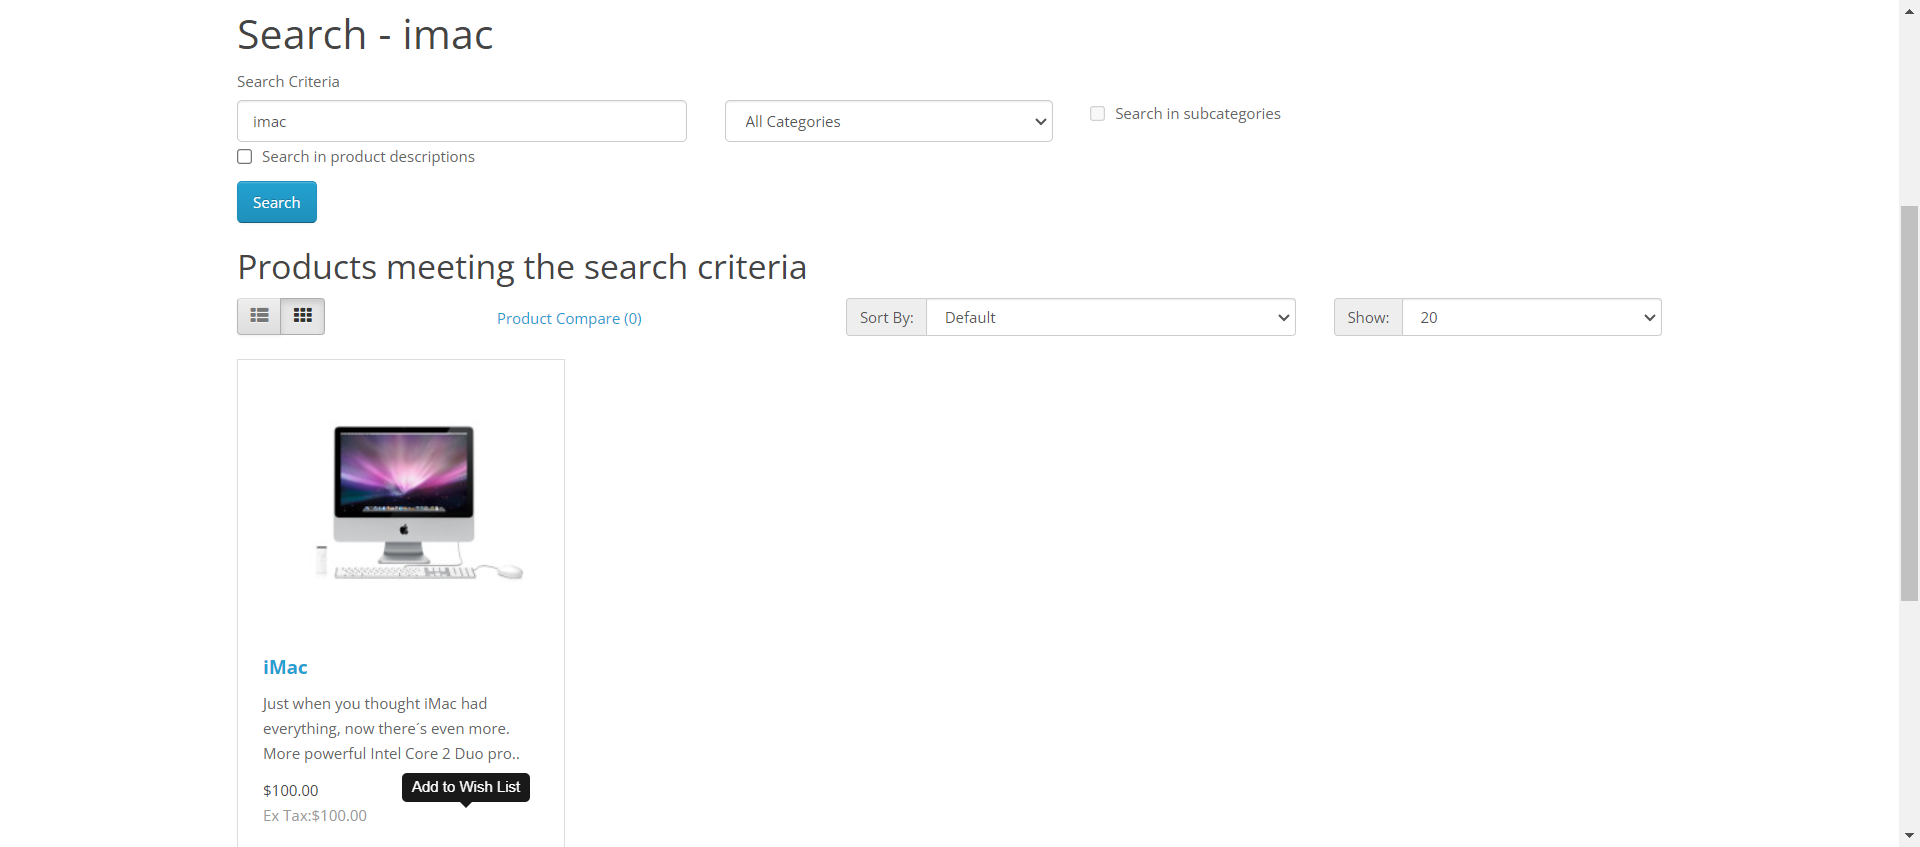 Search - imac
Search Criteria
imac
All Categories
Search in subcategories
Search in product descriptions
Search
Products meeting the search criteria
Product Compare (0)
Sort By:
Default
Show:
20
iMac
Just when you thought iMac had
everything, now there´s even more.
More powerful Intel Core 2 Duo pro..
$100.00
Add to Wish List
Ex Tax:$100.00